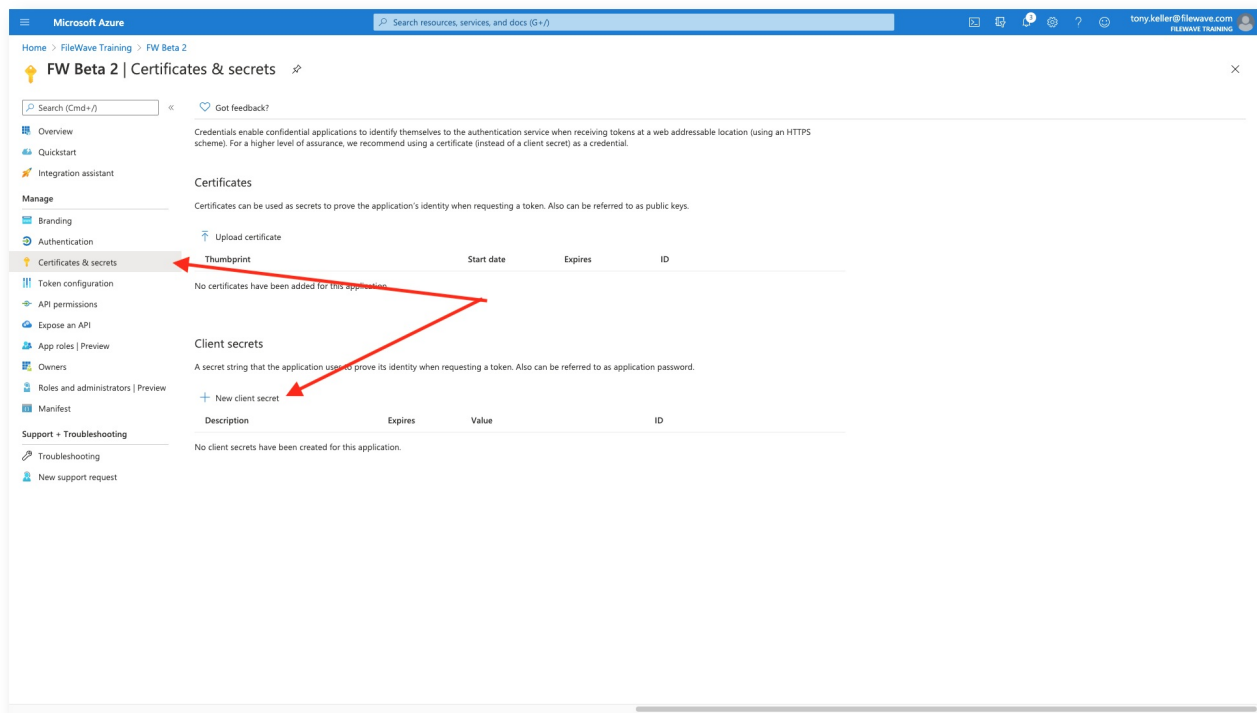 Microsoft Azure
Search resources, services, and docs (G+/)
3
?
tony.keller@filewave.com
FILEWAVE TRAINING
Home > FileWave Training > FW Beta 2
FW Beta 2 | Certificates & secrets
Search (Cmd+/)
«
Got feedback?
Overview
Quickstart
Integration assistant
Manage
Branding
Authentication
Certificates & secrets
Token configuration
API permissions
Expose an API
App roles | Preview
Owners
Roles and administrators | Preview
Manifest
Support + Troubleshooting
Troubleshooting
New support request
Credentials enable confidential applications to identify themselves to the authentication service when receiving tokens at a web addressable location (using an HTTPS
scheme). For a higher level of assurance, we recommend using a certificate (instead of a client secret) as a credential.
Certificates
Certificates can be used as secrets to prove the application's identity when requesting a token. Also can be referred to as public keys.
Upload certificate
Thumbprint Start date Expires ID
No certificates have been added for this application.
Client secrets
A secret string that the application uses to prove its identity when requesting a token. Also can be referred to as application password.
New client secret
Description Expires Value ID
No client secrets have been created for this application.